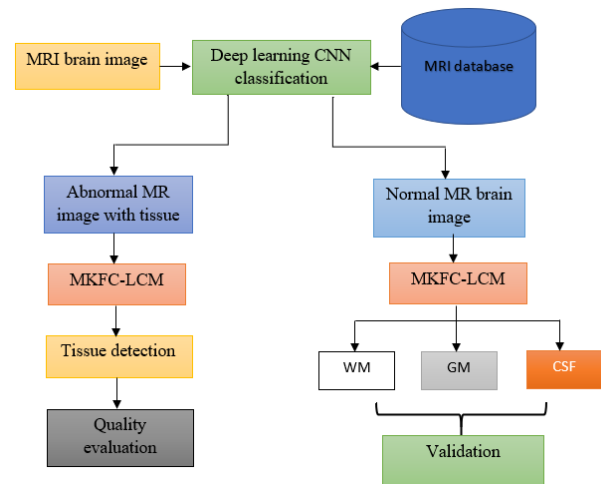 MRI brain image
Deep learning CNN
classification
MRI database
Abnormal MR
image with tissue
Normal MR brain
image
MKFC-LCM
MKFC-LCM
Tissue detection
WM
GM
CSF
Quality
evaluation
Validation